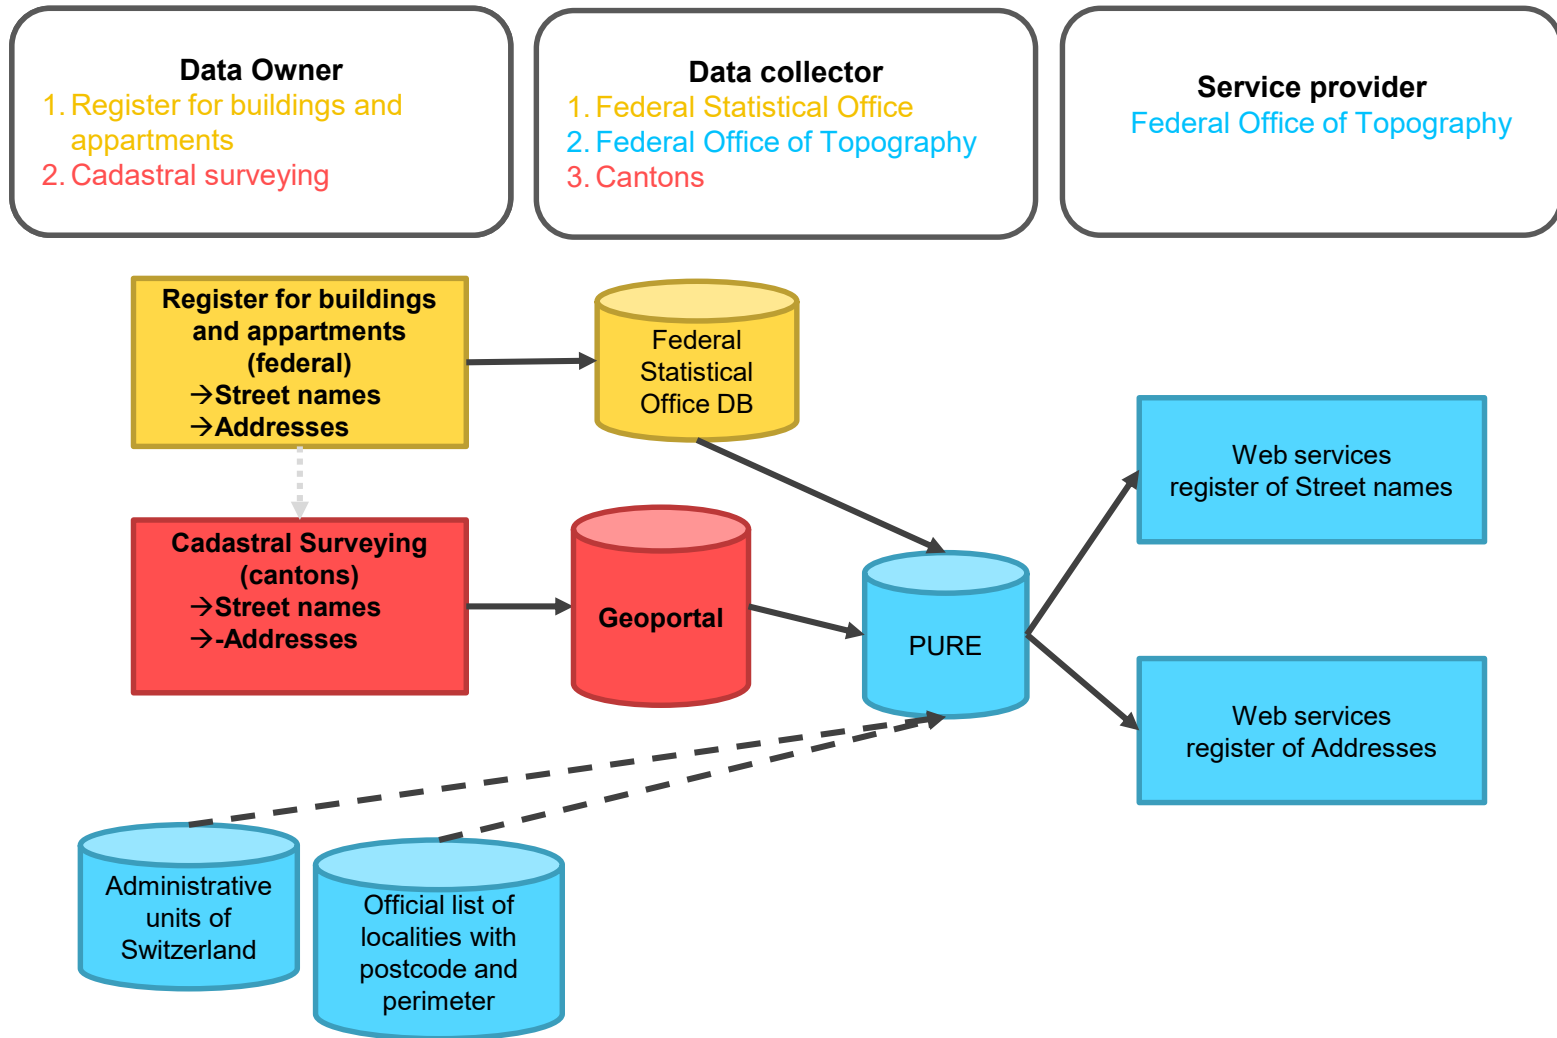 Data Owner
1. Register for buildings and
appartments
2. Cadastral surveying
Data collector
1. Federal Statistical Office
2. Federal Office of Topography
3. Cantons
Service provider
Federal Office of Topography
Register for buildings
and appartments
(federal)
→Street names
→Addresses
Federal
Statistical
Office DB
Web services
register of Street names
Cadastral Surveying
(cantons)
→Street names
→-Addresses
Geoportal
PURE
Web services
register of Addresses
Administrative
units of
Switzerland
Official list of
localities with
postcode and
perimeter